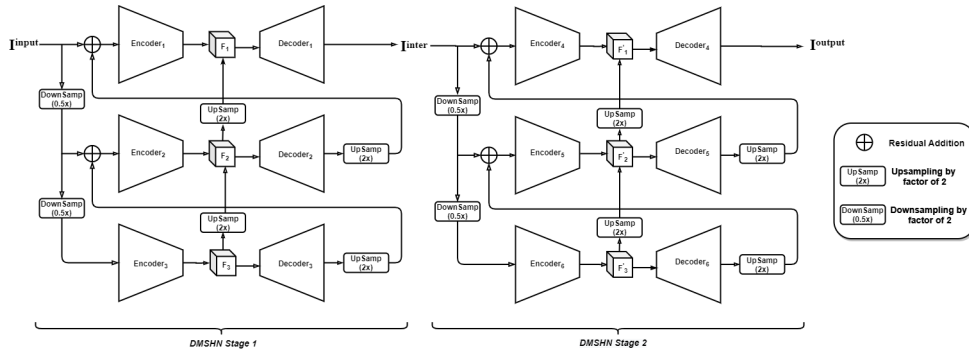 I^input
Encoder₁
F₁
Decoder₁
I^inter
Encoder₄
F'₁
Decoder₄
I^output
DownSamp
(0.5x)
UpSamp
(2x)
DownSamp
(0.5x)
UpSamp
(2x)
Encoder₂
F₂
Decoder₂
UpSamp
(2x)
Encoder₅
F'₂
Decoder₅
UpSamp
(2x)
DownSamp
(0.5x)
UpSamp
(2x)
DownSamp
(0.5x)
UpSamp
(2x)
Encoder₃
F₃
Decoder₃
UpSamp
(2x)
Encoder₆
F'₃
Decoder₆
UpSamp
(2x)
DMSHN Stage 1
DMSHN Stage 2
Residual Addition
UpSamp
(2x)
Upsampling by
factor of 2
DownSamp
(0.5x)
Downsampling by
factor of 2